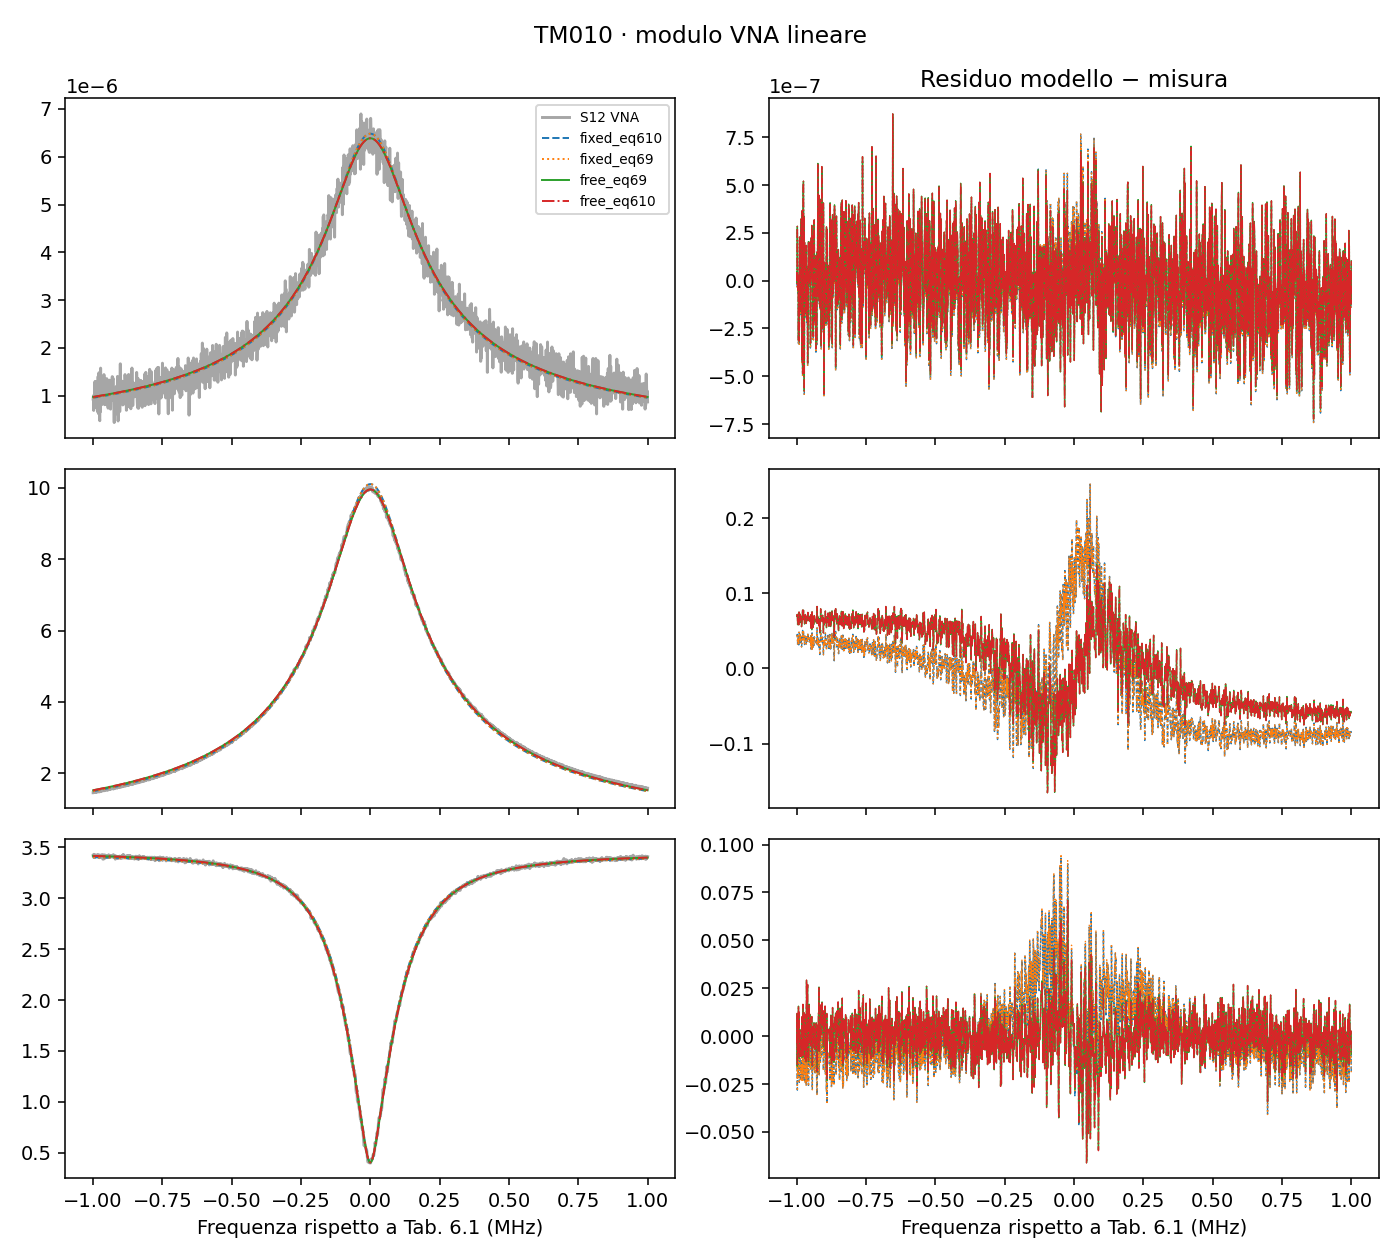 TM010 · modulo VNA lineare
1e−6
7
6
5
4
3
2
1
S12 VNA
fixed_eq610
fixed_eq69
free_eq69
free_eq610
Residuo modello − misura
1e−7
7.5
5.0
2.5
0.0
−2.5
−5.0
−7.5
10
8
6
4
2
0.2
0.1
0.0
−0.1
3.5
3.0
2.5
2.0
1.5
1.0
0.5
−1.00 −0.75 −0.50 −0.25 0.00 0.25 0.50 0.75 1.00
Frequenza rispetto a Tab. 6.1 (MHz)
0.100
0.075
0.050
0.025
0.000
−0.025
−0.050
−1.00 −0.75 −0.50 −0.25 0.00 0.25 0.50 0.75 1.00
Frequenza rispetto a Tab. 6.1 (MHz)